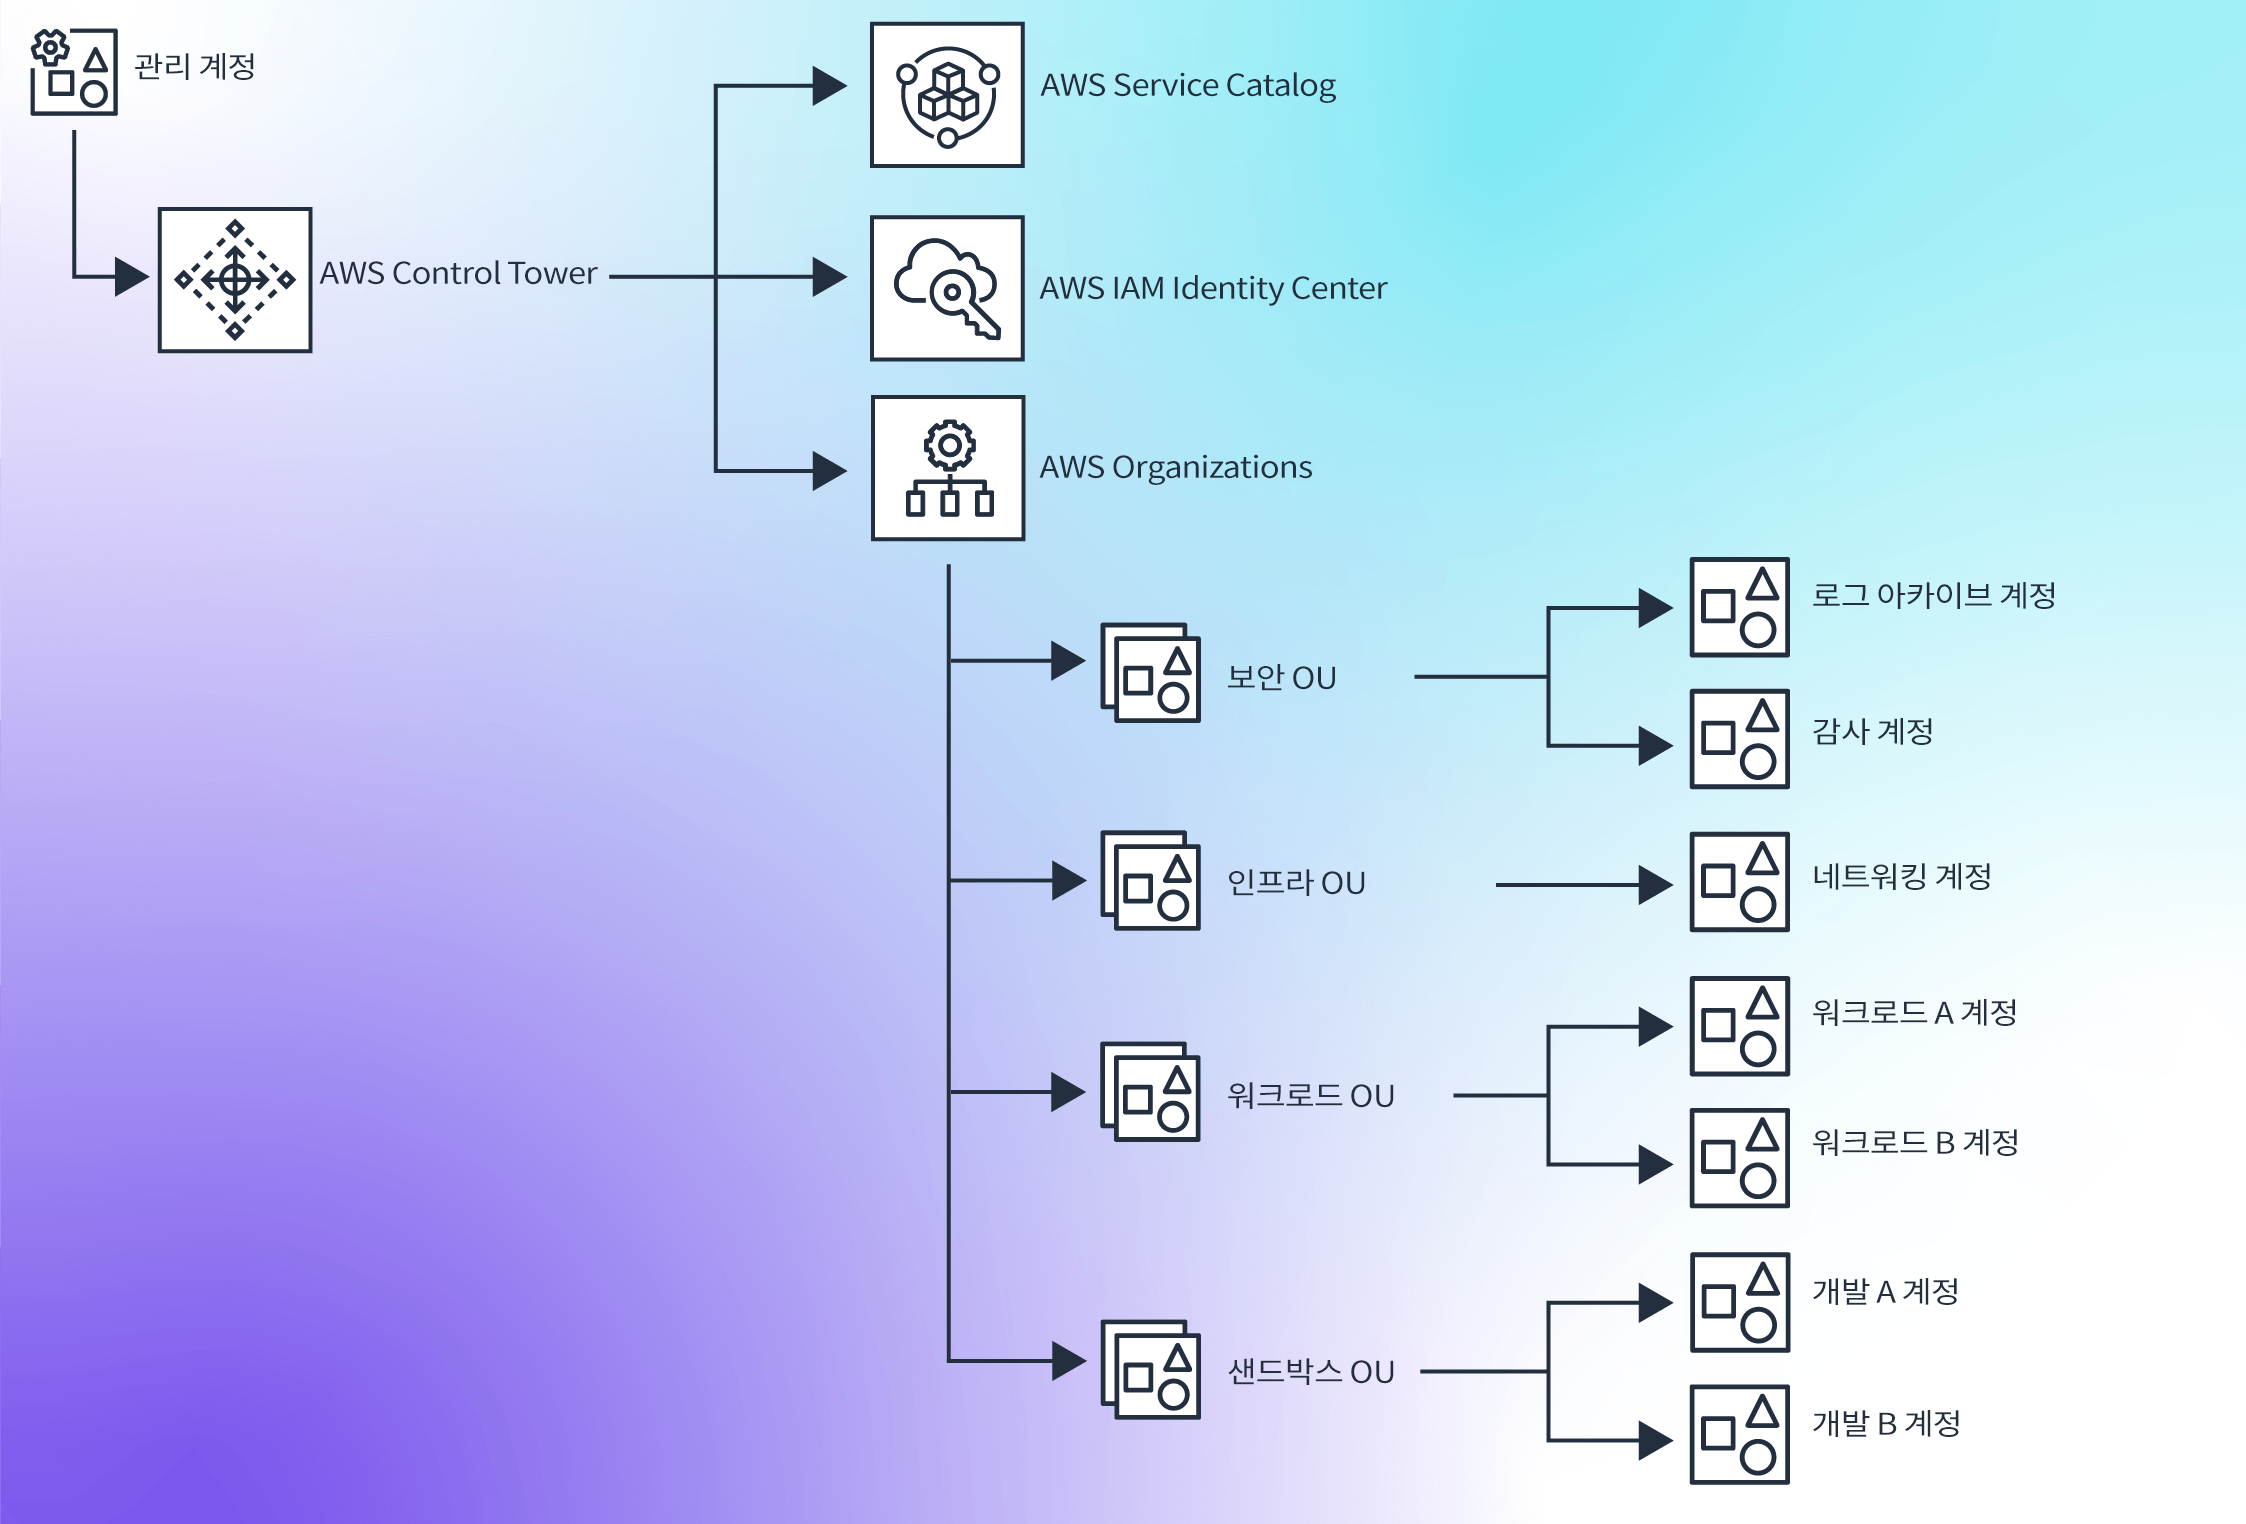 관리 계정
AWS Control Tower
AWS Service Catalog
AWS IAM Identity Center
AWS Organizations
보안 OU
로그 아카이브 계정
감사 계정
인프라 OU
네트워킹 계정
워크로드 OU
워크로드 A 계정
워크로드 B 계정
샌드박스 OU
개발 A 계정
개발 B 계정